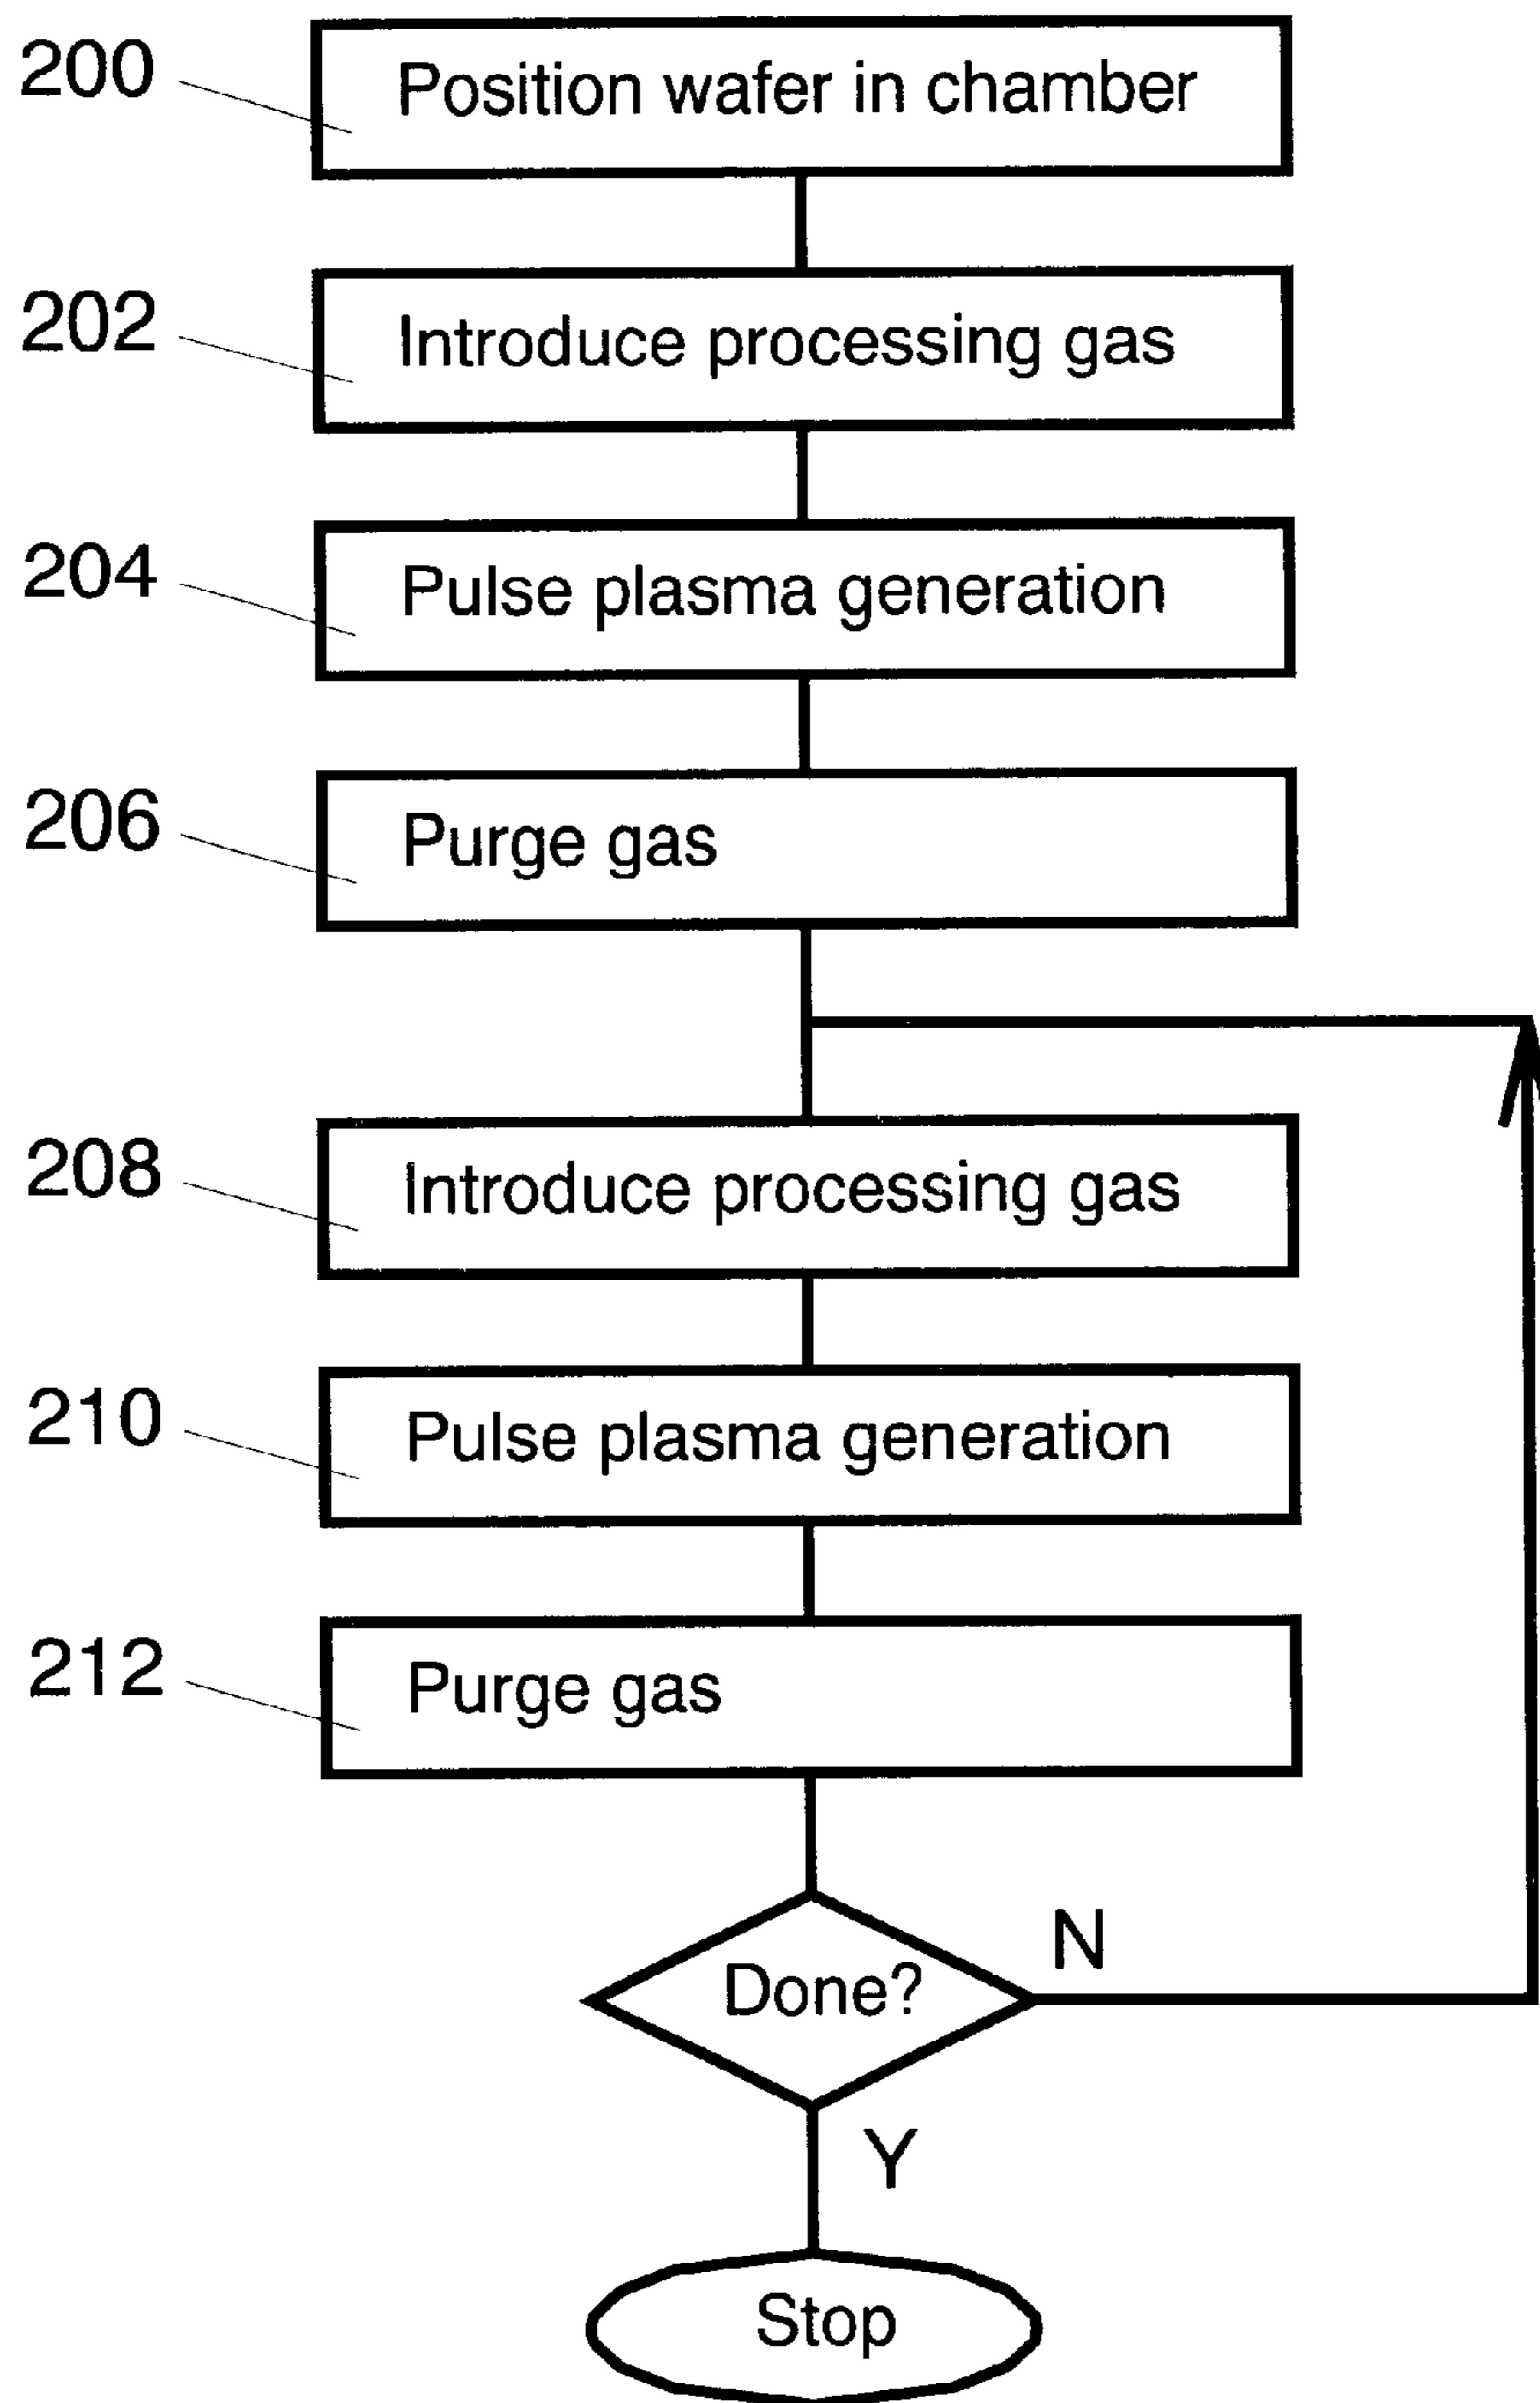 200 Position wafer in chamber
202 Introduce processing gas
204 Pulse plasma generation
206 Purge gas
208 Introduce processing gas
210 Pulse plasma generation
212 Purge gas
Done? N
Y
Stop